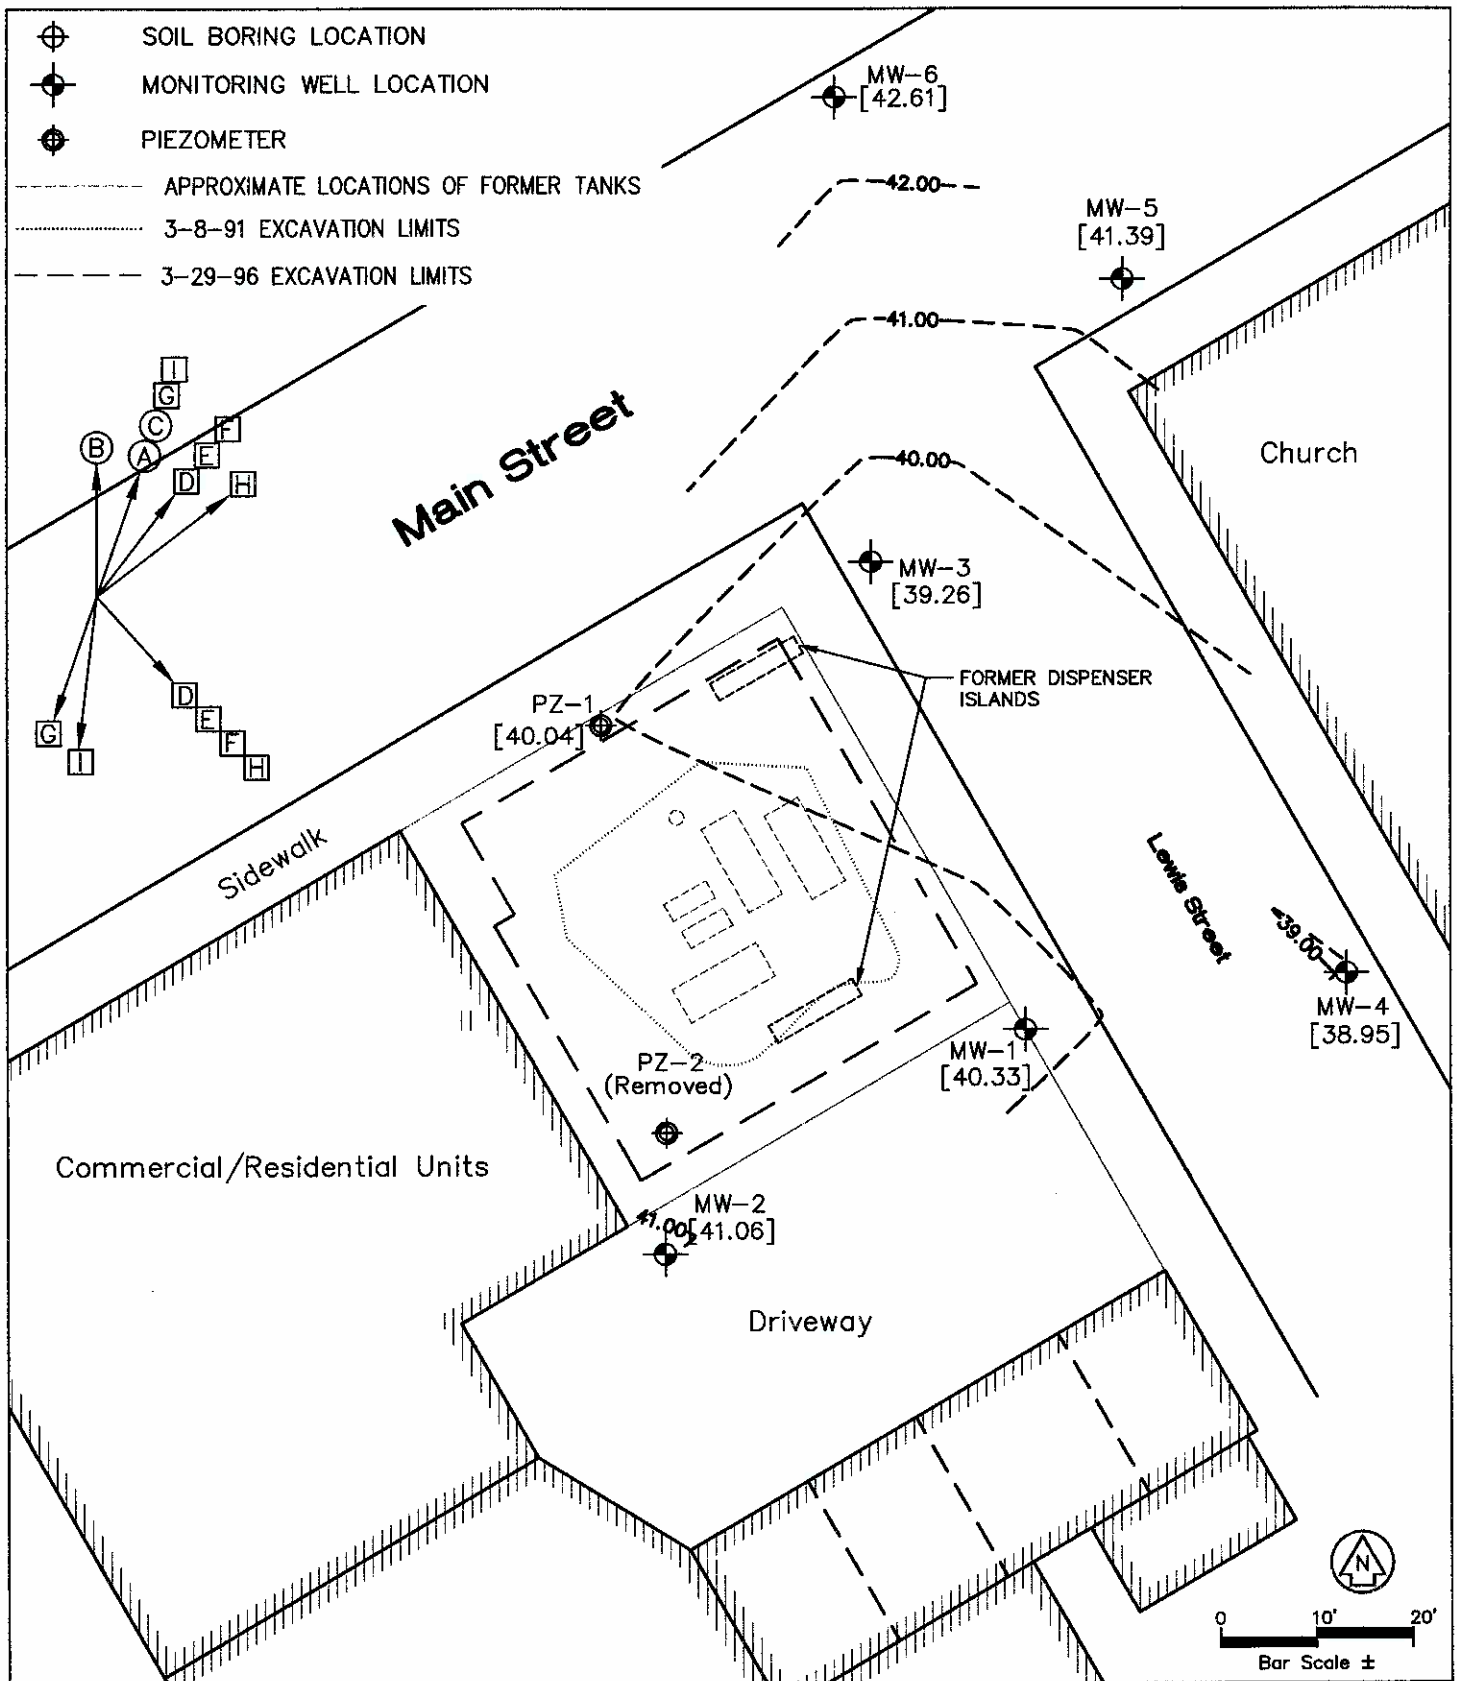 SOIL BORING LOCATION
MONITORING WELL LOCATION
PIEZOMETER
APPROXIMATE LOCATIONS OF FORMER TANKS
3-8-91 EXCAVATION LIMITS
3-29-96 EXCAVATION LIMITS
MW-6
[42.61]
42.00
MW-5
[41.39]
41.00
I
G
C
F
B
A
E
D
H
Main Street
Church
40.00
MW-3
[39.26]
FORMER DISPENSER
ISLANDS
PZ-1
[40.04]
D
E
G
F
I
H
Sidewalk
Lewis Street
39.00
MW-4
[38.95]
MW-1
[40.33]
PZ-2
(Removed)
Commercial/Residential Units
MW-2
41.00
[41.06]
Driveway
N
0 10' 20'
Bar Scale ±